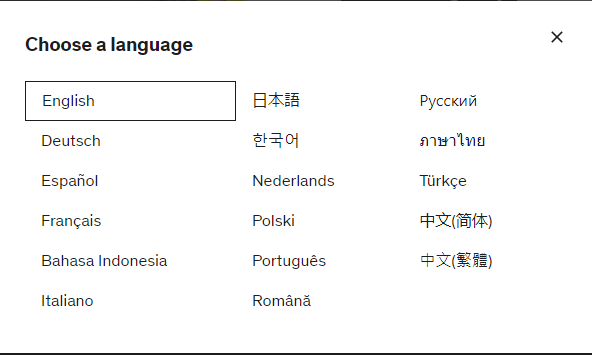 Choose a language
English
Deutsch
Español
Français
Bahasa Indonesia
Italiano
日本語
한국어
Nederlands
Polski
Português
Română
Русский
ภาษาไทย
Türkçe
中文(简体)
中文(繁體)